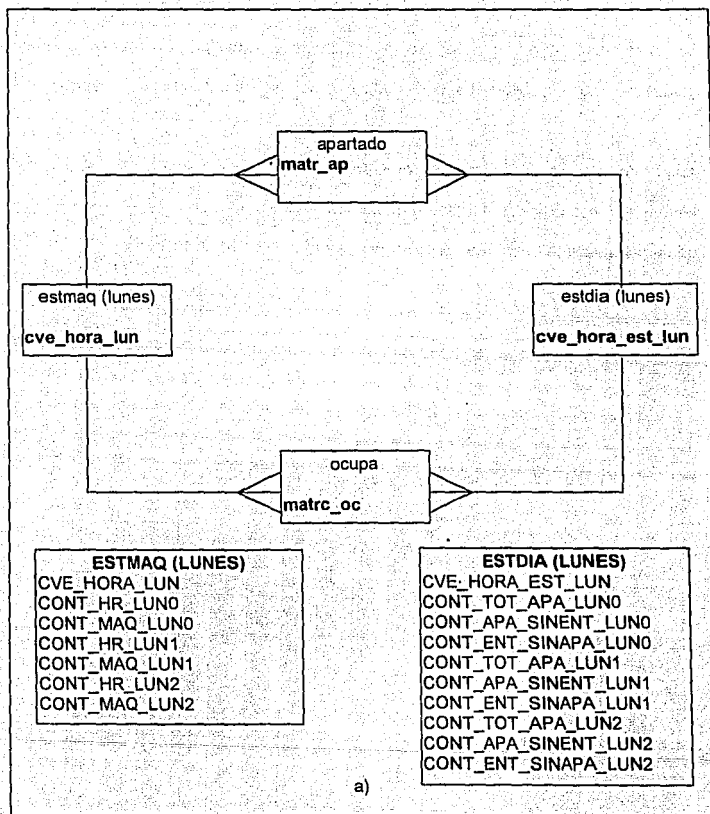 apartado
matr_ap
estmaq (lunes)
cve_hora_lun
estdia (lunes)
cve_hora_est_lun
ocupa
matrc_oc
ESTMAQ (LUNES)
CVE_HORA_LUN
CONT_HR_LUN0
CONT_MAQ_LUN0
CONT_HR_LUN1
CONT_MAQ_LUN1
CONT_HR_LUN2
CONT_MAQ_LUN2
ESTDIA (LUNES)
CVE_HORA_EST_LUN
CONT_TOT_APA_LUN0
CONT_APA_SINENT_LUN0
CONT_ENT_SINAPA_LUN0
CONT_TOT_APA_LUN1
CONT_APA_SINENT_LUN1
CONT_ENT_SINAPA_LUN1
CONT_TOT_APA_LUN2
CONT_APA_SINENT_LUN2
CONT_ENT_SINAPA_LUN2
a)